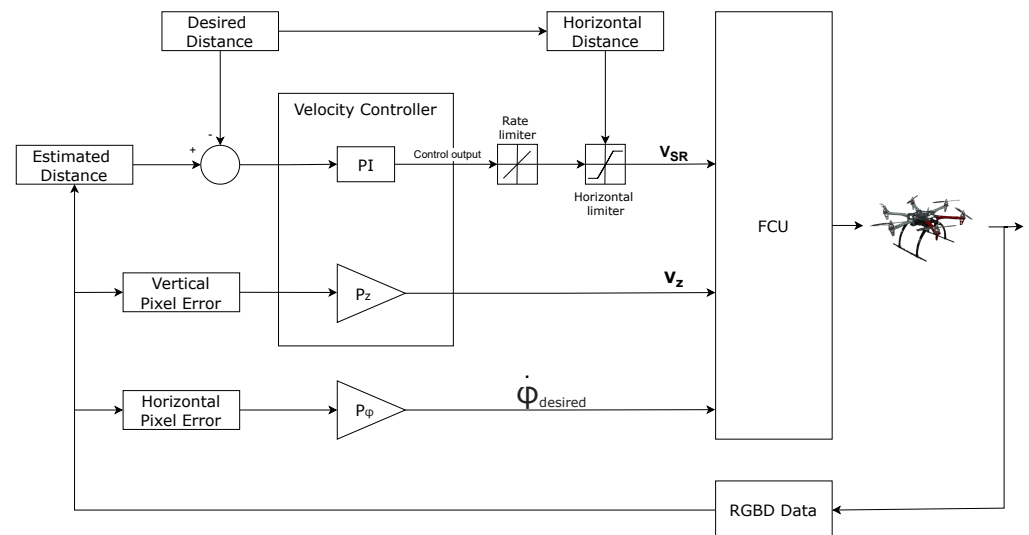 Desired
Distance
Horizontal
Distance
Velocity Controller
Rate
limiter
-
+
Estimated
Distance
PI
Control output
V_SR
Horizontal
limiter
FCU
Vertical
Pixel Error
P_z
V_z
Horizontal
Pixel Error
P_φ
φ̇_desired
RGBD Data